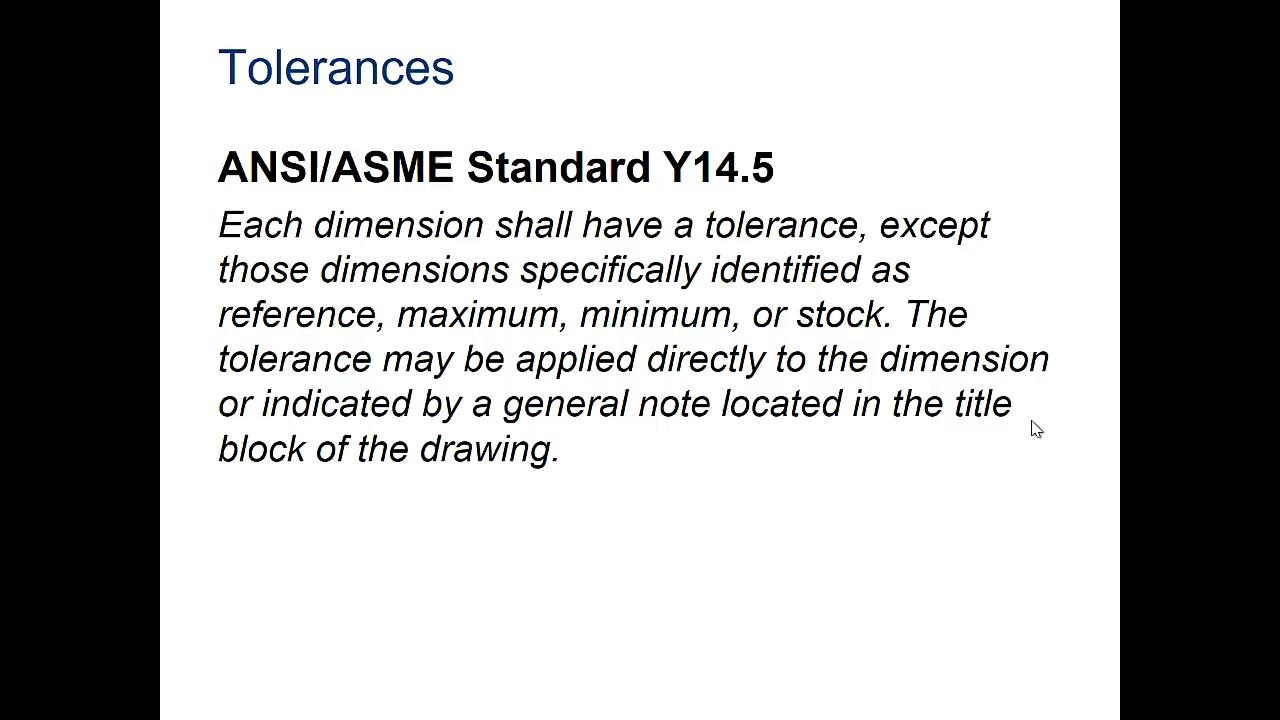 Tolerances
ANSI/ASME Standard Y14.5
Each dimension shall have a tolerance, except
those dimensions specifically identified as
reference, maximum, minimum, or stock. The
tolerance may be applied directly to the dimension
or indicated by a general note located in the title
block of the drawing.